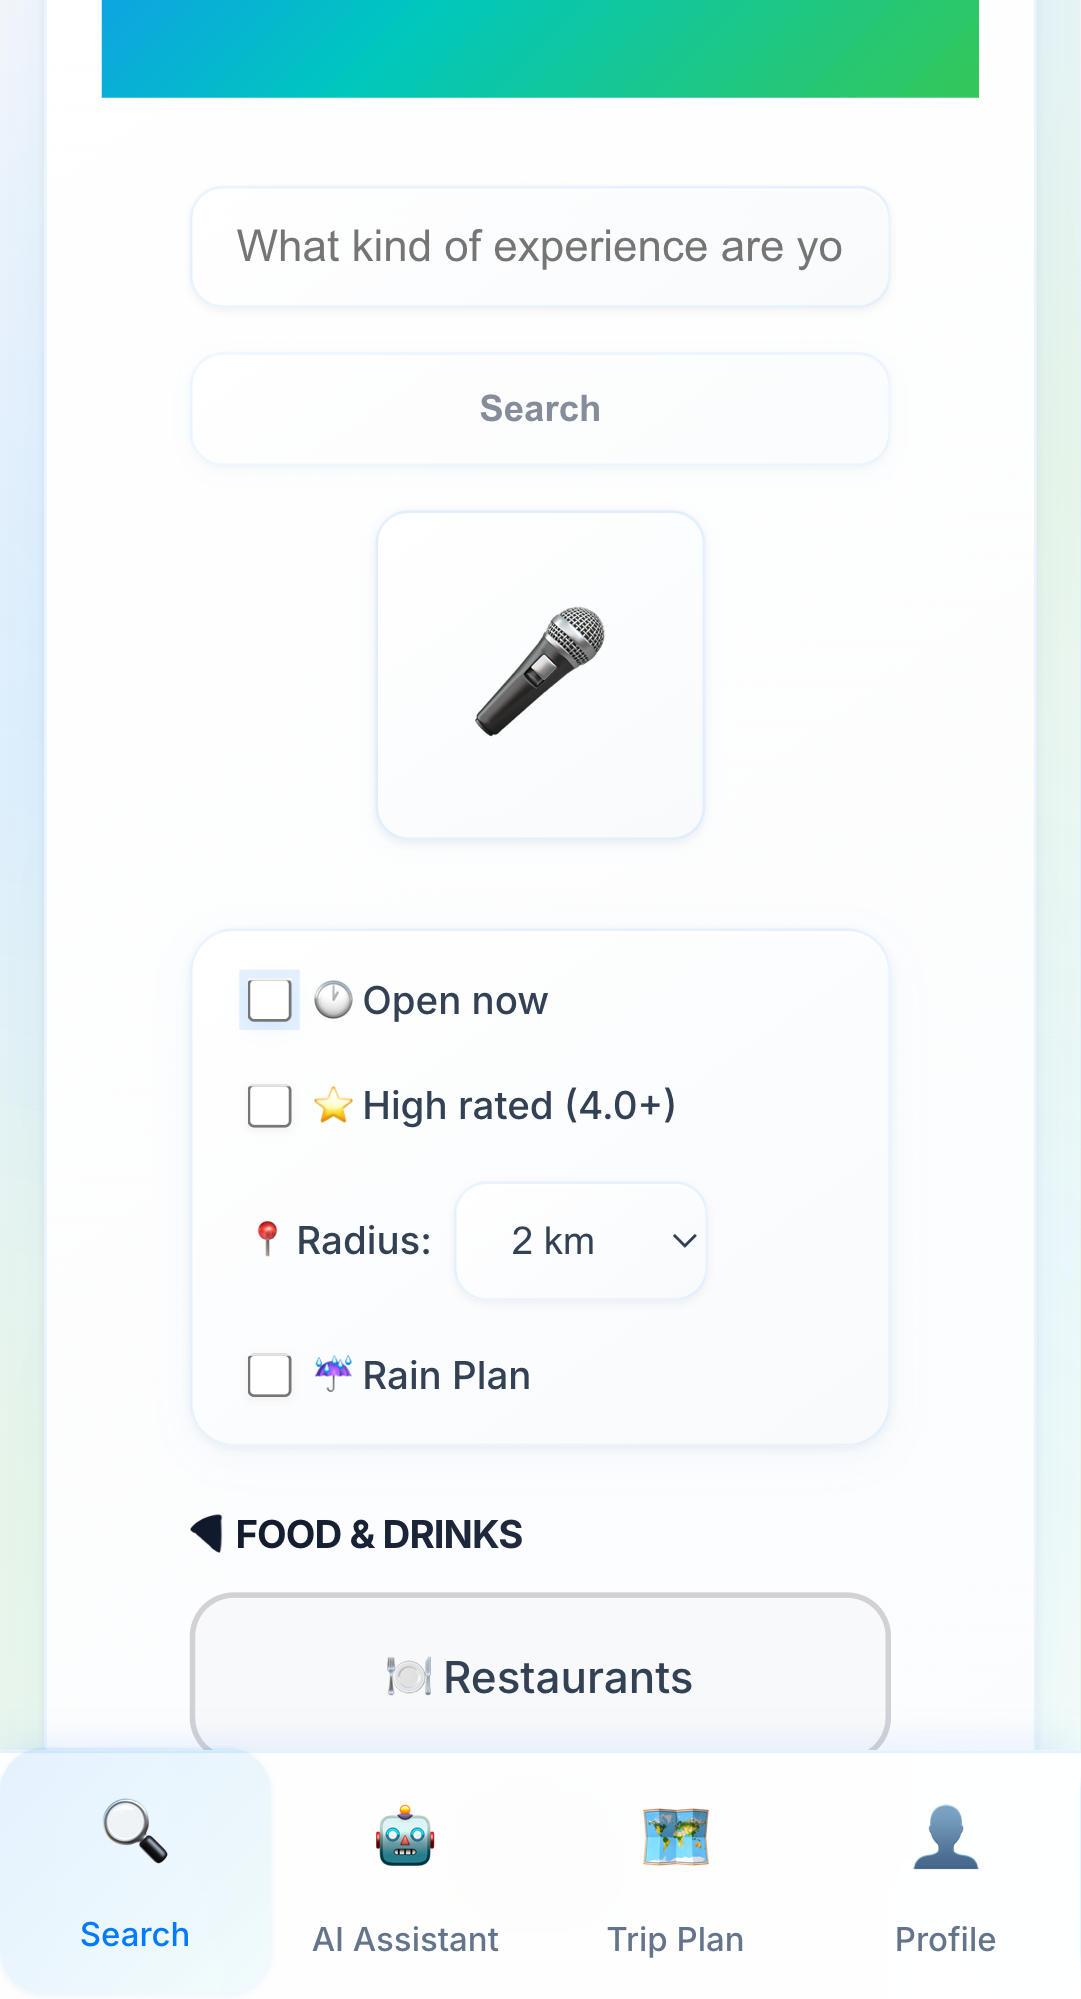 What kind of experience are yo
Search
Open now
High rated (4.0+)
Radius: 2 km
Rain Plan
FOOD & DRINKS
Restaurants
Search AI Assistant Trip Plan Profile